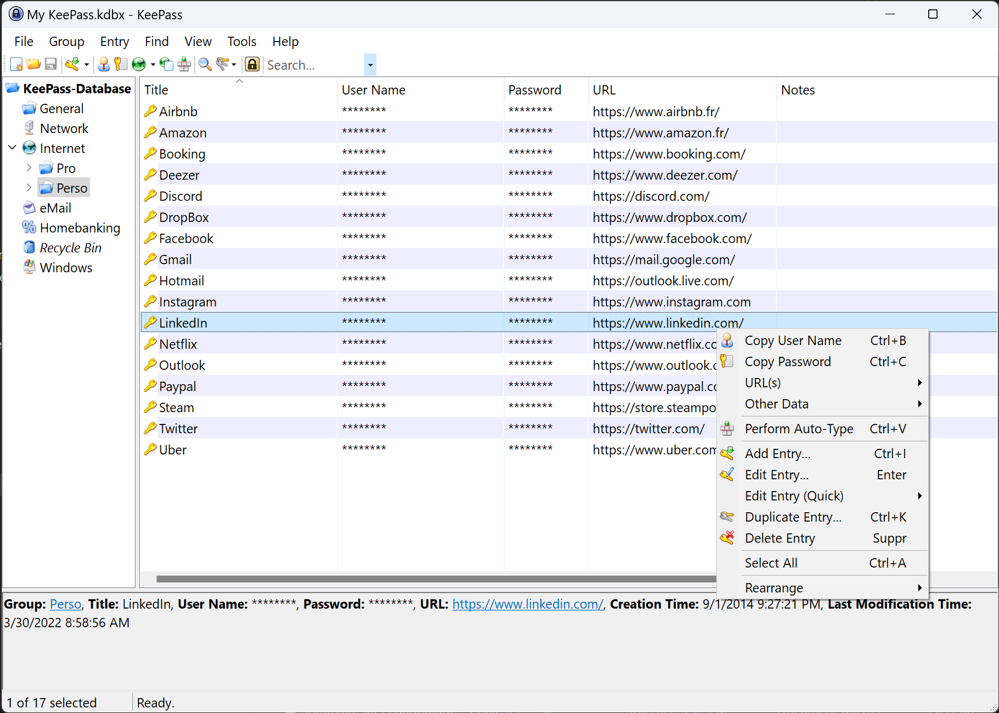 My KeePass.kdbx - KeePass
File Group Entry Find View Tools Help
Search...
KeePass-Database
General
Network
Internet
Pro
Perso
eMail
Homebanking
Recycle Bin
Windows
Title User Name Password URL Notes
Airbnb ******** ******** https://www.airbnb.fr/
Amazon ******** ******** https://www.amazon.fr/
Booking ******** ******** https://www.booking.com/
Deezer ******** ******** https://www.deezer.com/
Discord ******** ******** https://discord.com/
DropBox ******** ******** https://www.dropbox.com/
Facebook ******** ******** https://www.facebook.com/
Gmail ******** ******** https://mail.google.com/
Hotmail ******** ******** https://outlook.live.com/
Instagram ******** ******** https://www.instagram.com
LinkedIn ******** ******** https://www.linkedin.com/
Netflix ******** ******** https://www.netflix.co
Outlook ******** ******** https://www.outlook.
Paypal ******** ******** https://www.paypal.co
Steam ******** ******** https://store.steampo
Twitter ******** ******** https://twitter.com/
Uber ******** ******** https://www.uber.com
Copy User Name Ctrl+B
Copy Password Ctrl+C
URL(s)
Other Data
Perform Auto-Type Ctrl+V
Add Entry... Ctrl+I
Edit Entry... Enter
Edit Entry (Quick)
Duplicate Entry... Ctrl+K
Delete Entry Suppr
Select All Ctrl+A
Rearrange
Group: Perso, Title: LinkedIn, User Name: ********, Password: ********, URL: https://www.linkedin.com/, Creation Time: 9/1/2014 9:27:21 PM, Last Modification Time:
3/30/2022 8:58:56 AM
1 of 17 selected Ready.